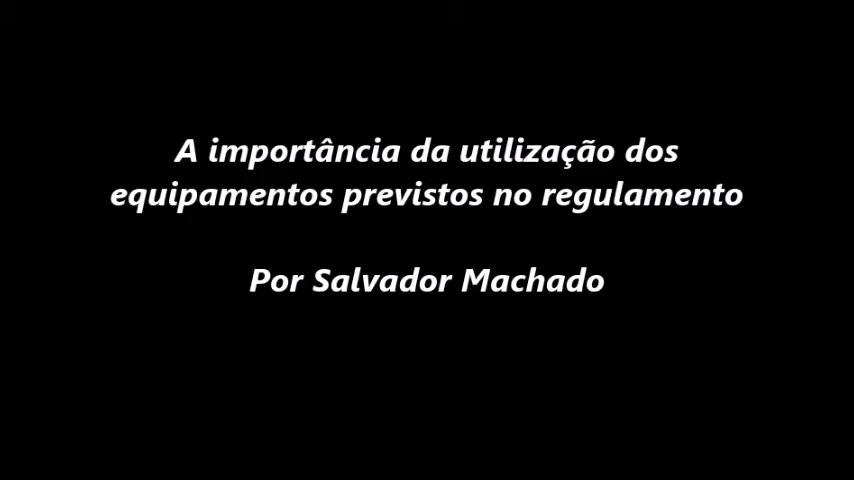 A importância da utilização dos
equipamentos previstos no regulamento
Por Salvador Machado